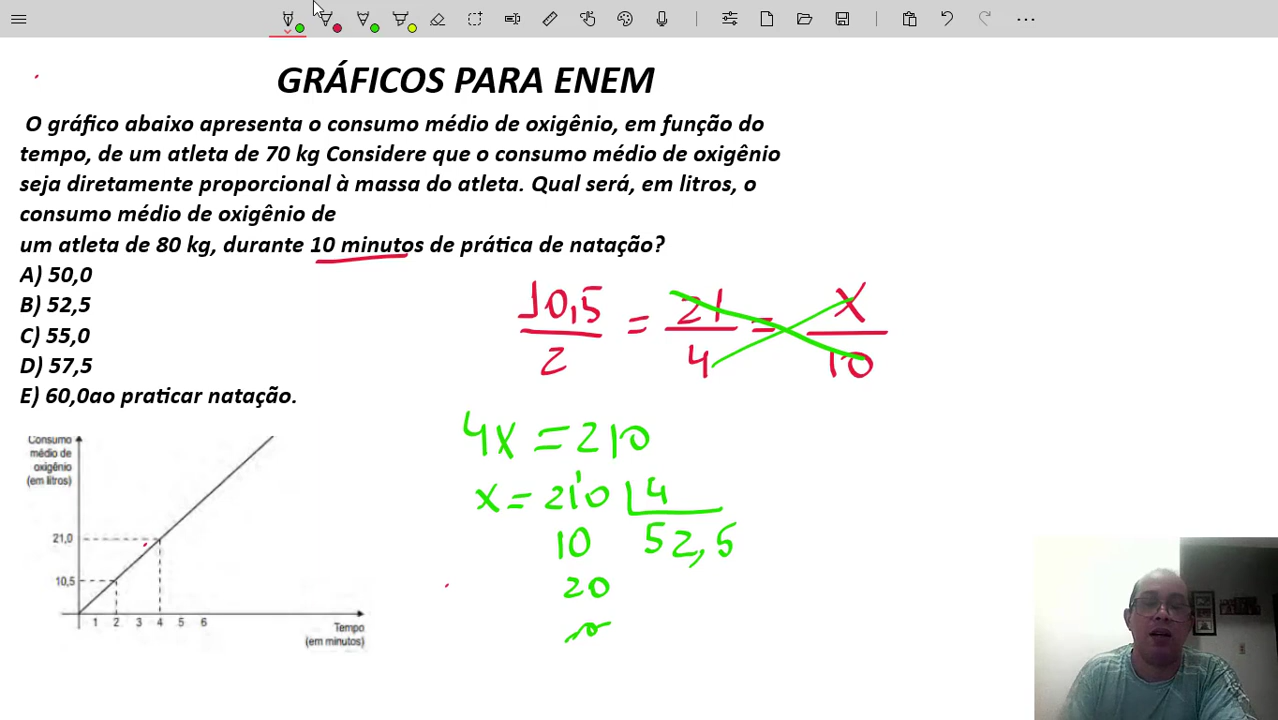 GRÁFICOS PARA ENEM
O gráfico abaixo apresenta o consumo médio de oxigênio, em função do
tempo, de um atleta de 70 kg Considere que o consumo médio de oxigênio
seja diretamente proporcional à massa do atleta. Qual será, em litros, o
consumo médio de oxigênio de
um atleta de 80 kg, durante 10 minutos de prática de natação?
A) 50,0
B) 52,5
C) 55,0
D) 57,5
E) 60,0ao praticar natação.
10,5 = 21 = x
2 4 10
4x = 210
x = 210 4
10 52,5
20
0
Consumo
médio de
oxigênio
(em litros)
21,0
10,5
1 2 3 4 5 6
Tempo
(em minutos)